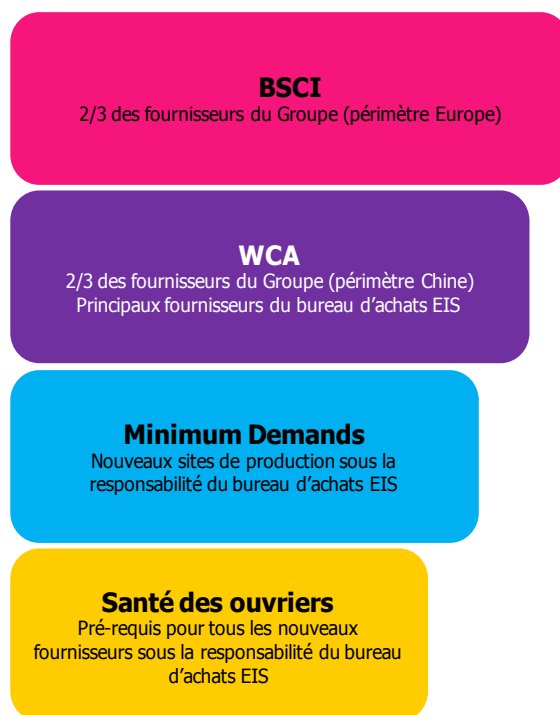 BSCI
2/3 des fournisseurs du Groupe (périmètre Europe)
WCA
2/3 des fournisseurs du Groupe (périmètre Chine)
Principaux fournisseurs du bureau d'achats EIS
Minimum Demands
Nouveaux sites de production sous la
responsabilité du bureau d'achats EIS
Santé des ouvriers
Pré-requis pour tous les nouveaux
fournisseurs sous la responsabilité du bureau
d'achats EIS